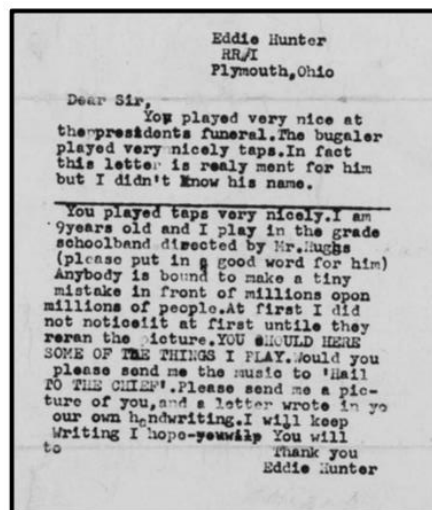 Eddie Hunter
RR/I
Plymouth,Ohio
Dear Sir,
You played very nice at
thepresidents funeral.The bugaler
played very nicely taps.In fact
this letter is realy ment for him
but I didn't know his name.
You played taps very nicely.I am
9years old and I play in the grade
schoolband directed by Mr.Hughs
(please put in a good word for him)
Anybody is bound to make a tiny
mistake in front of millions opon
millions of people.At first I did
not noticeiit at first untile they
reran the picture.YOU SHOULD HERE
SOME OF THE THINGS I PLAY.Would you
please send me the music to 'Hail
TO THE CHIEF'.Please send me a pic-
ture of you,and a letter wrote in yo
our own handwriting.I will keep
Writing I hope You will
to Thank you
Eddie Hunter